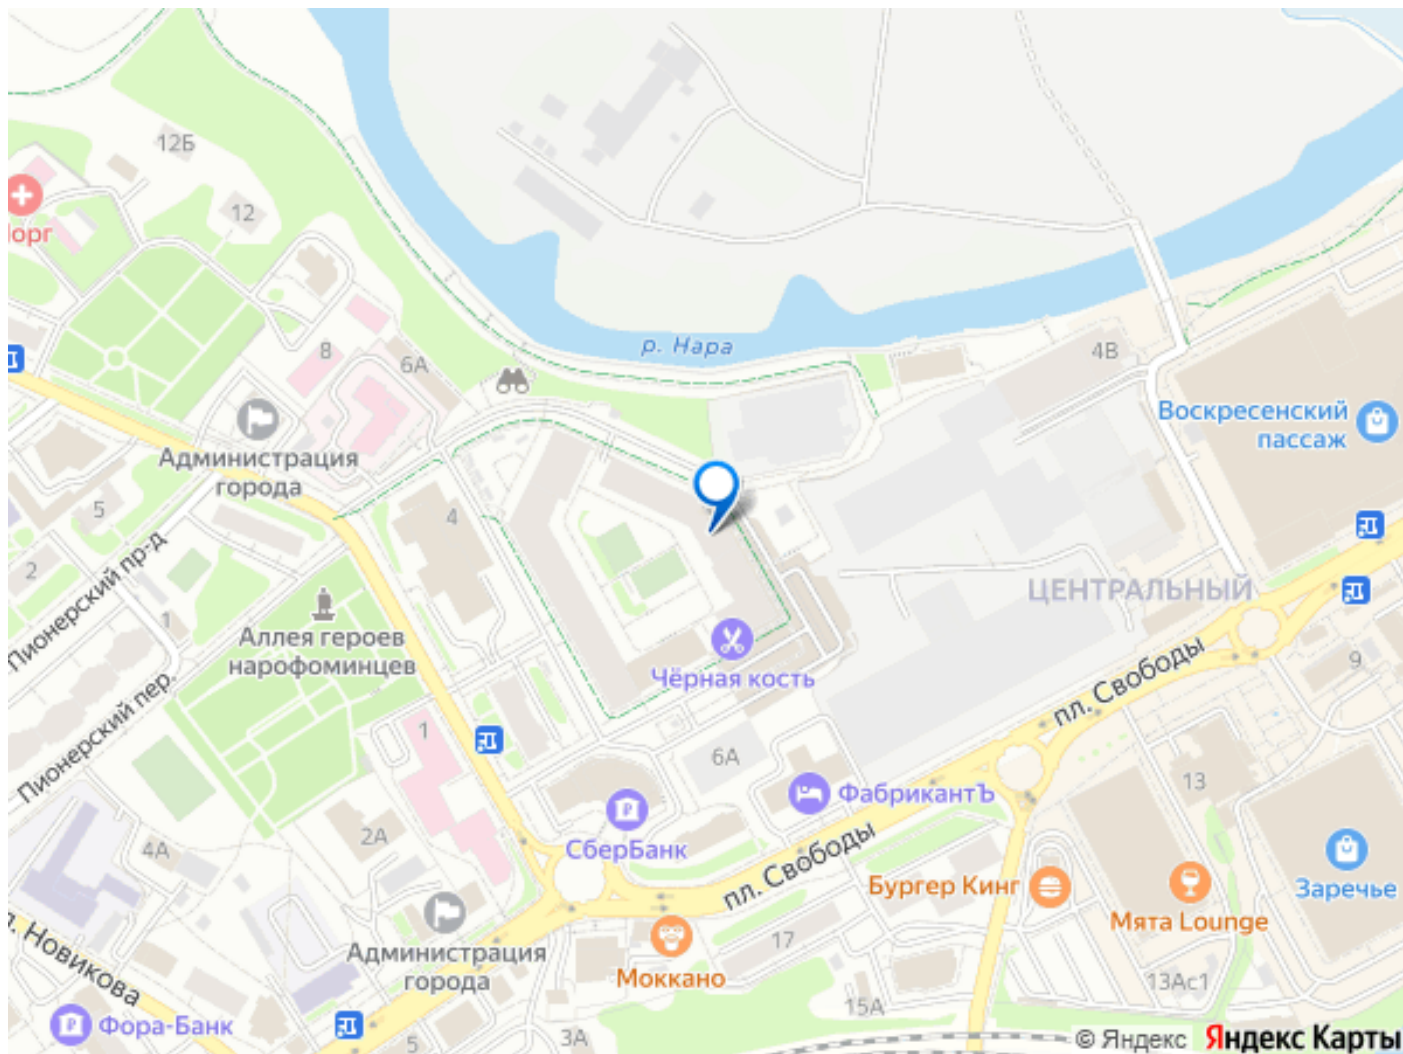 12Б
12
орг
8
6А
р. Нара
4В
Воскресенский
пассаж
Администрация
города
5
4
2
Пионерский пр-д
1
Аллея героев
нарофоминцев
ЦЕНТРАЛЬНЫЙ
Чёрная кость
пл. Свободы
9
Пионерский пер.
1
6А
ФабрикантЪ
13
2А
4А
СберБанк
пл. Свободы
Бургер Кинг
Мята Lounge
Заречье
Новикова
Администрация
города
17
Моккано
13Ас1
15А
Фора-Банк
5
3А
© Яндекс
Яндекс Карты